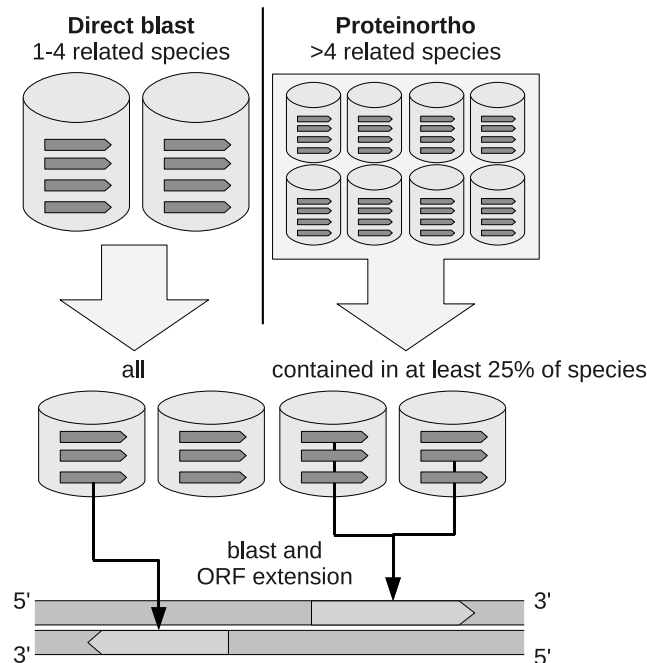 Direct blast
1-4 related species
Proteinortho
>4 related species
all
contained in at least 25% of species
blast and
ORF extension
5'
3'
3'
5'